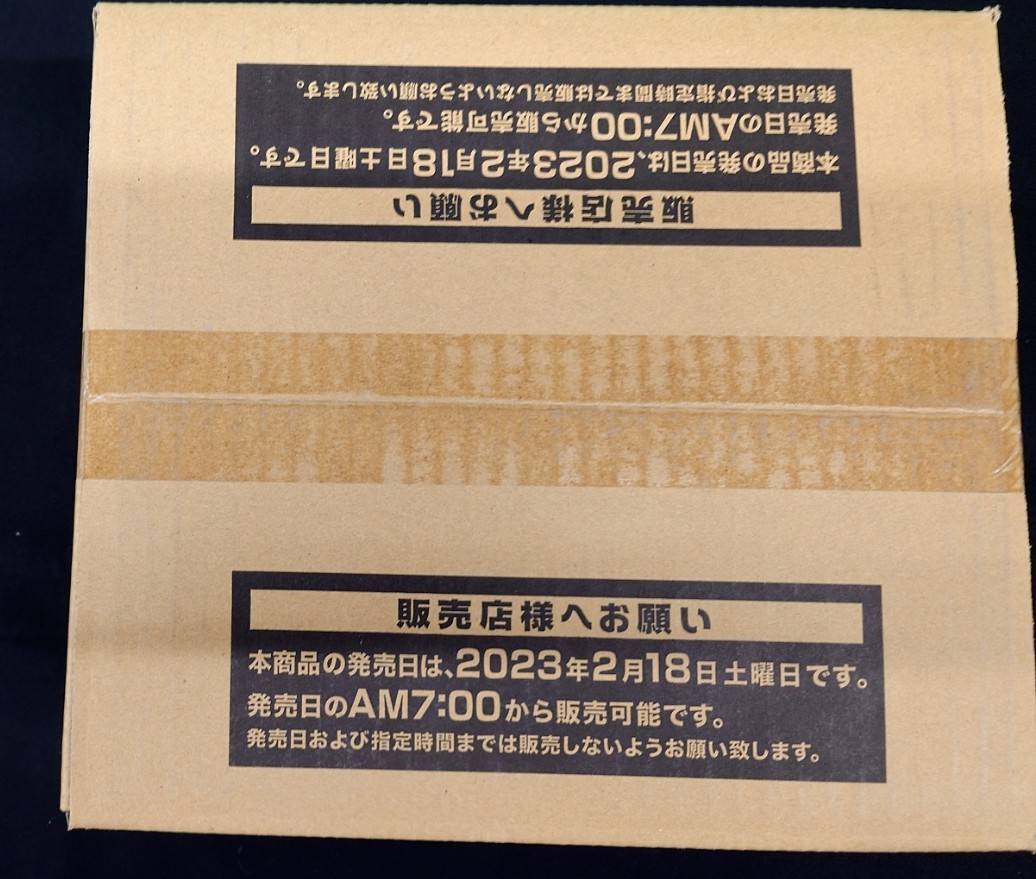 発売日および指定時間までは販売しないようお願い致します。
発売日のAM7:00から販売可能です。
本商品の発売日は、2023年2月18日土曜日です。
販売店様へお願い
販売店様へお願い
本商品の発売日は、2023年2月18日土曜日です。
発売日のAM7:00から販売可能です。
発売日および指定時間までは販売しないようお願い致します。